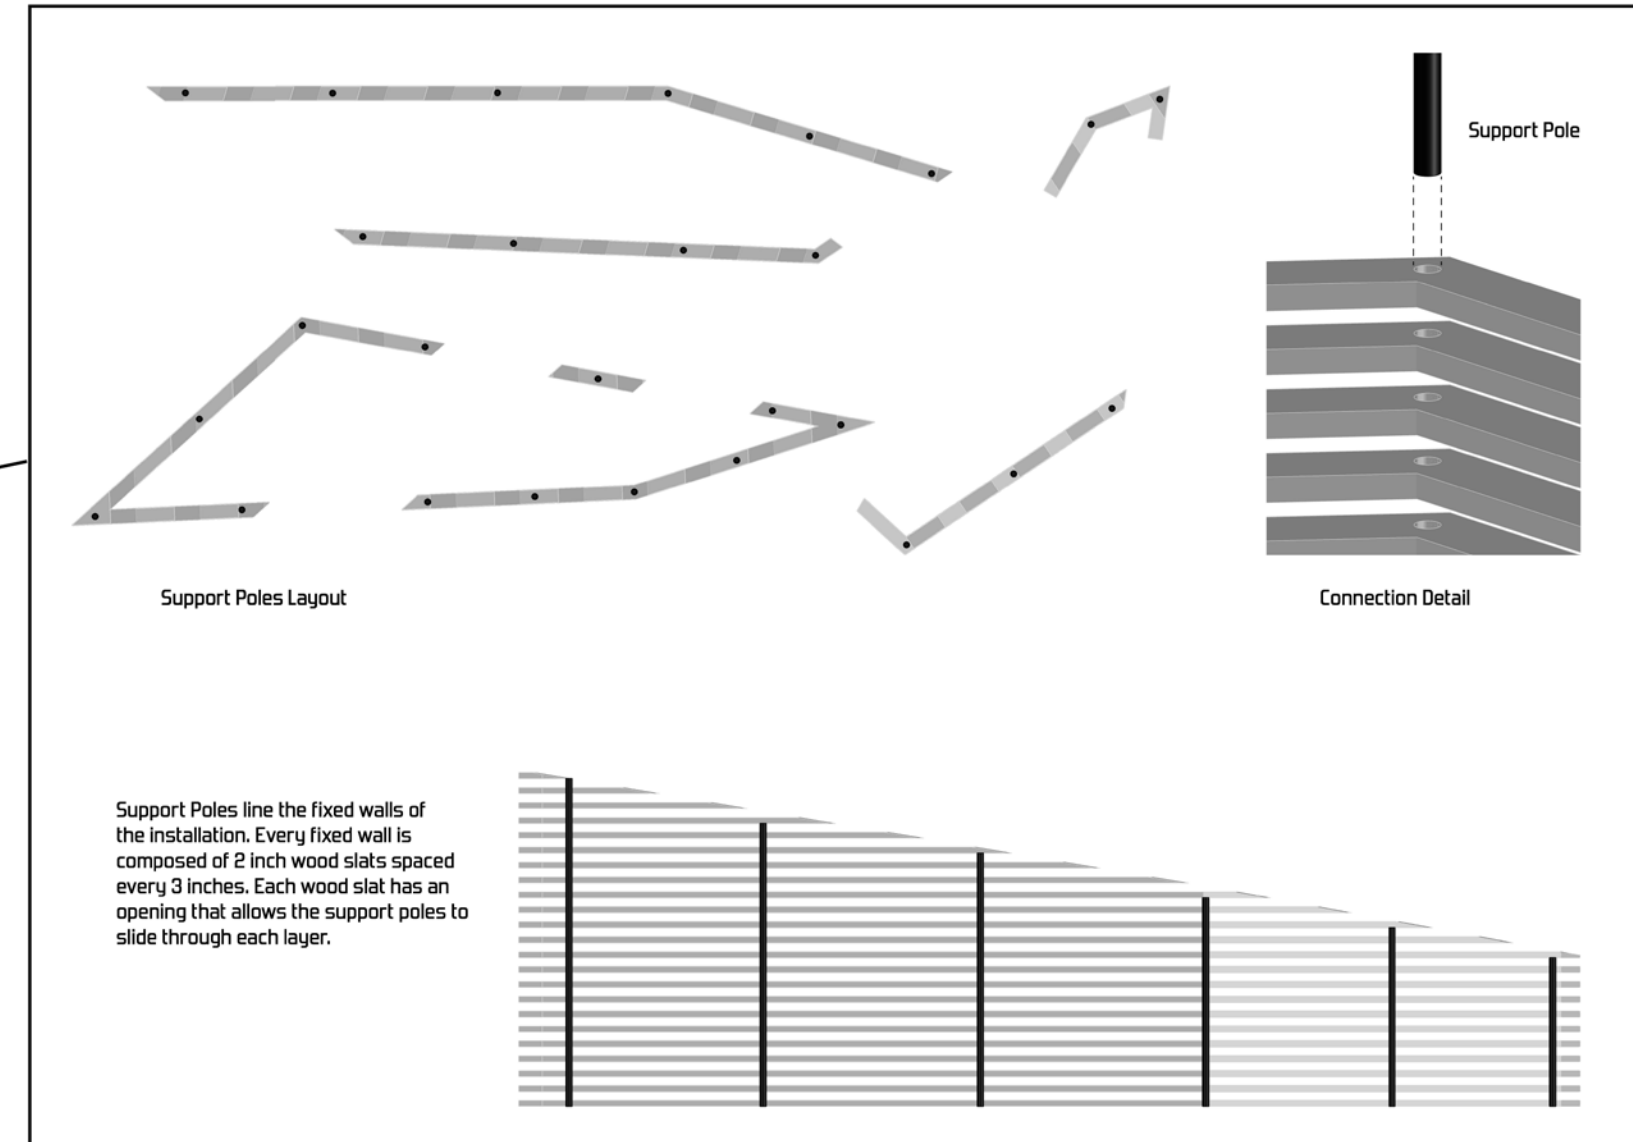 Support Pole
Support Poles Layout
Connection Detail
Support Poles line the fixed walls of
the installation. Every fixed wall is
composed of 2 inch wood slats spaced
every 3 inches. Each wood slat has an
opening that allows the support poles to
slide through each layer.